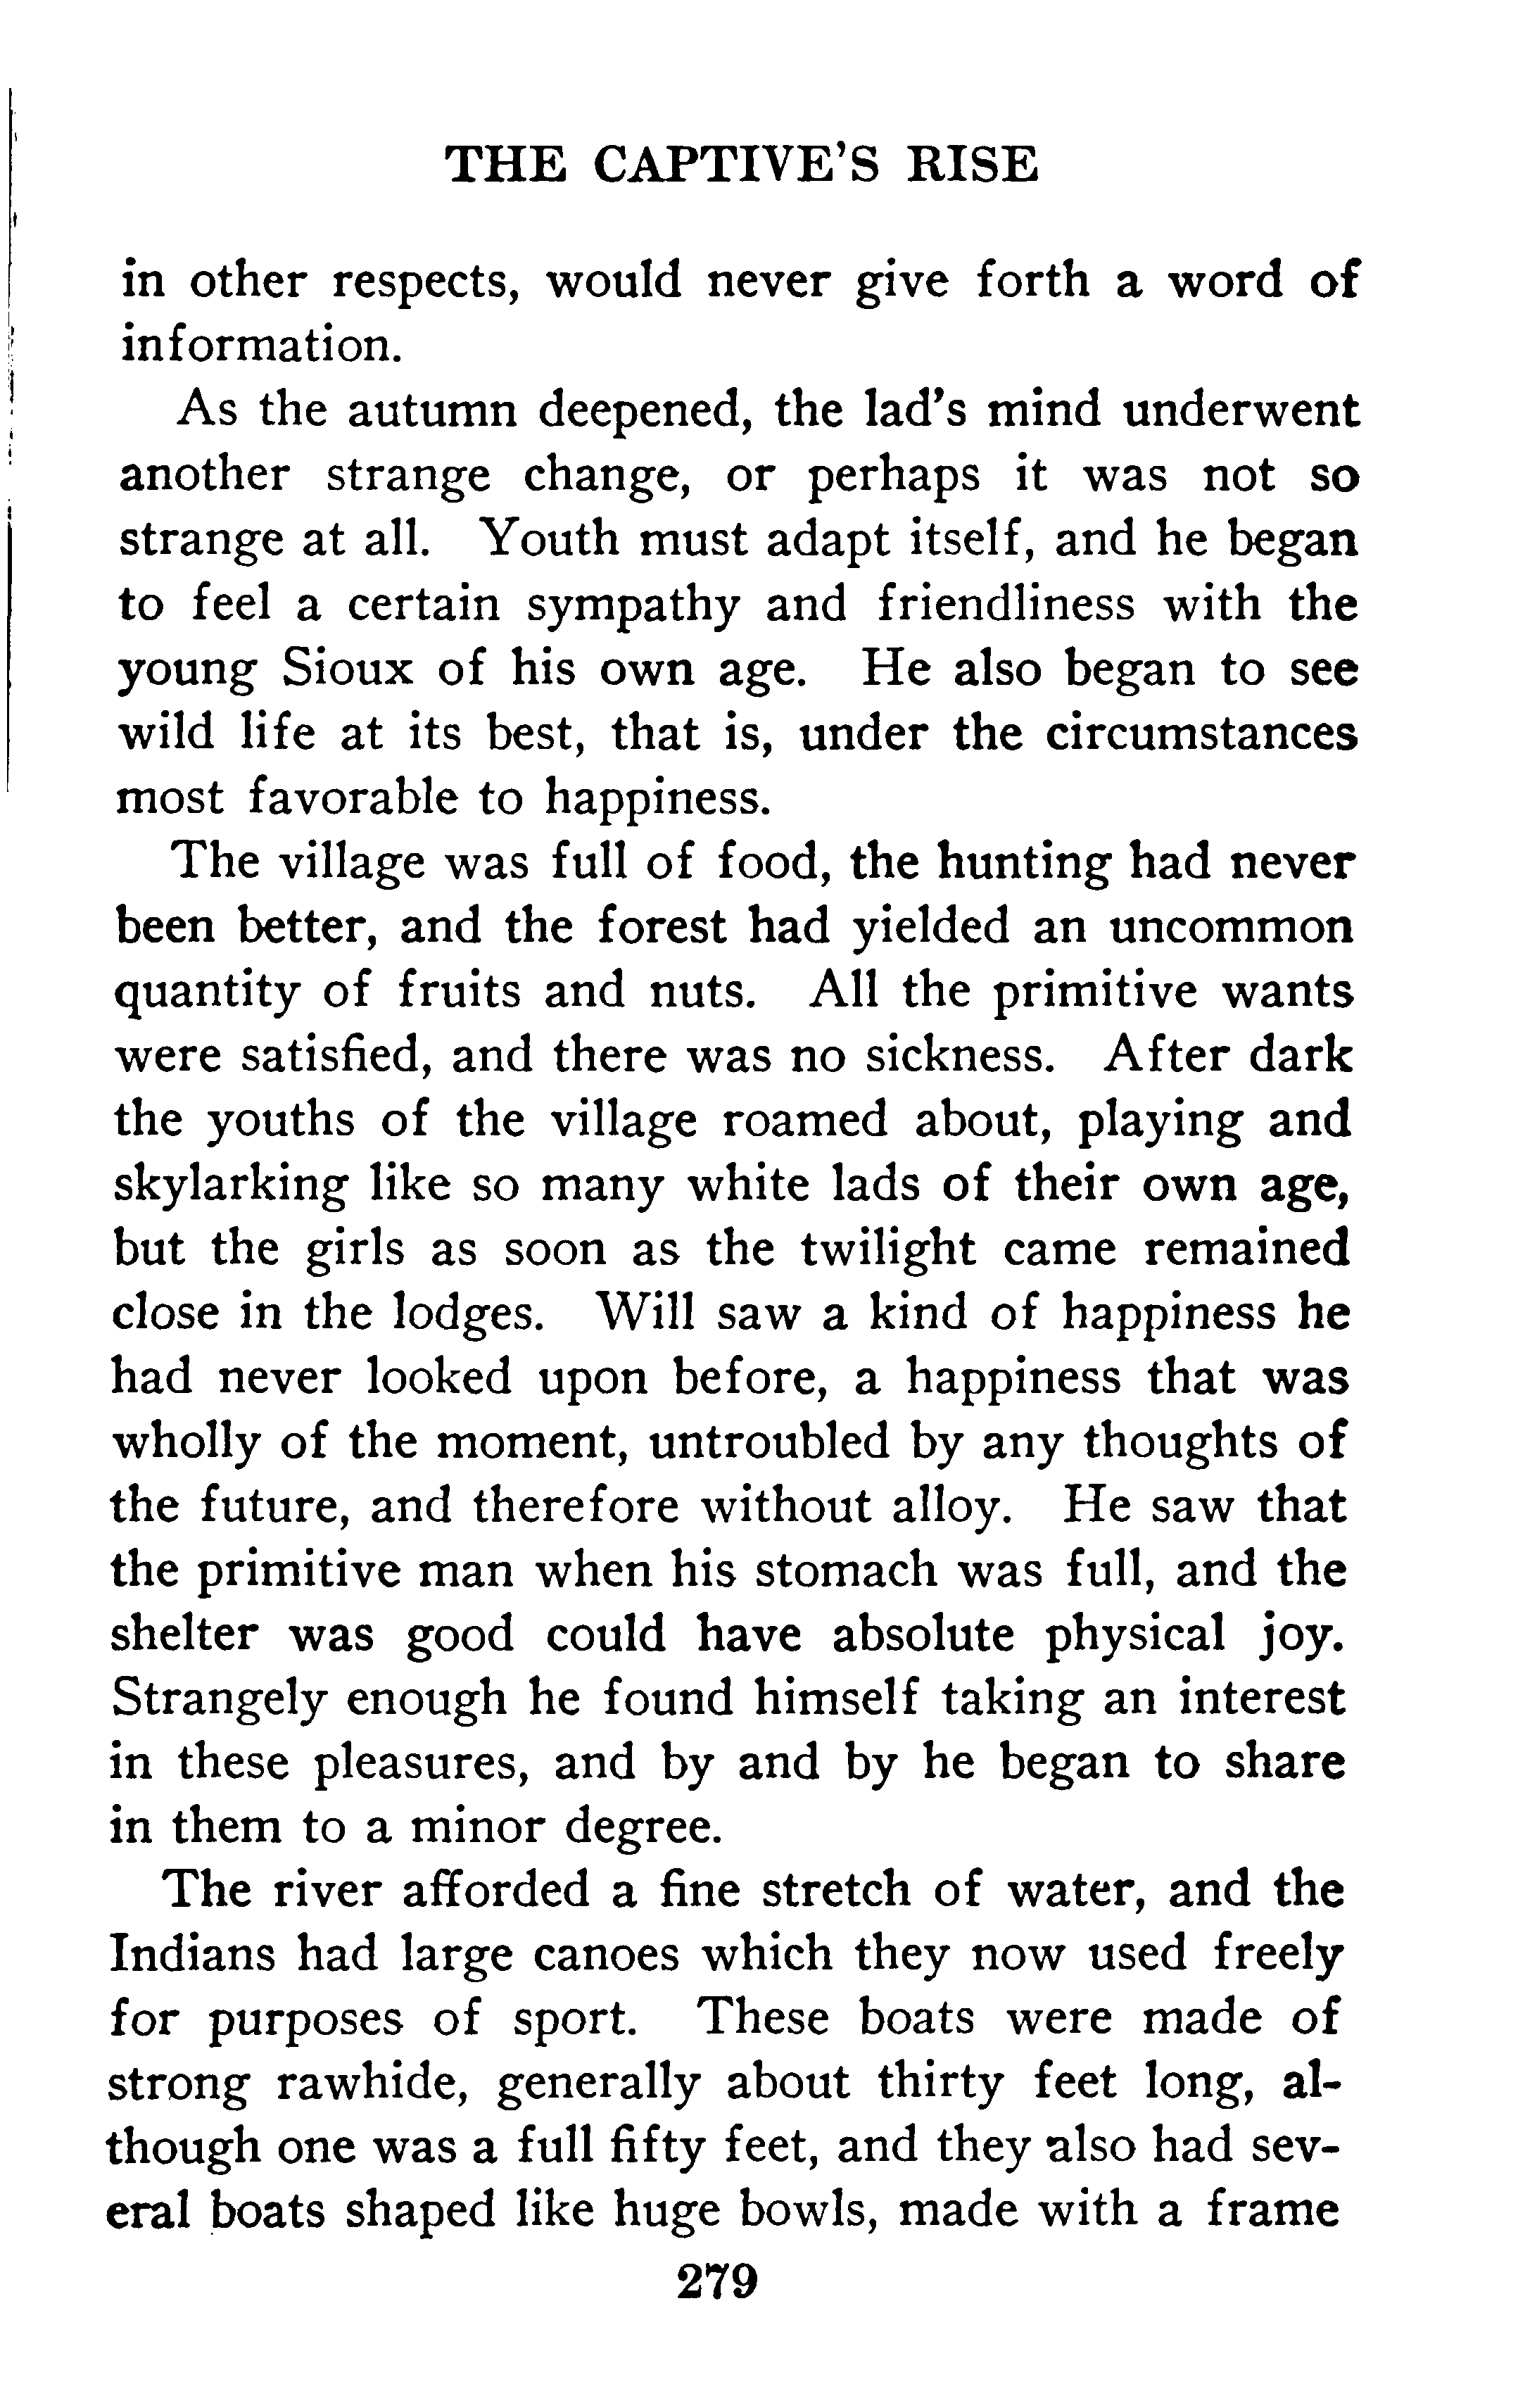 THE CAPTIVE'S RISE
in other respects, would never give forth a word of
information.
As the autumn deepened, the lad's mind underwent
another strange change, or perhaps it was not so
strange at all. Youth must adapt itself, and he began
to feel a certain sympathy and friendliness with the
young Sioux of his own age. He also began to see
wild life at its best, that is, under the circumstances
most favorable to happiness.
The village was full of food, the hunting had never
been better, and the forest had yielded an uncommon
quantity of fruits and nuts. All the primitive wants
were satisfied, and there was no sickness. After dark
the youths of the village roamed about, playing and
skylarking like so many white lads of their own age,
but the girls as soon as the twilight came remained
close in the lodges. Will saw a kind of happiness he
had never looked upon before, a happiness that was
wholly of the moment, untroubled by any thoughts of
the future, and therefore without alloy. He saw that
the primitive man when his stomach was full, and the
shelter was good could have absolute physical joy.
Strangely enough he found himself taking an interest
in these pleasures, and by and by he began to share
in them to a minor degree.
The river afforded a fine stretch of water, and the
Indians had large canoes which they now used freely
for purposes of sport. These boats were made of
strong rawhide, generally about thirty feet long, al-
though one was a full fifty feet, and they also had sev-
eral boats shaped like huge bowls, made with a frame
279